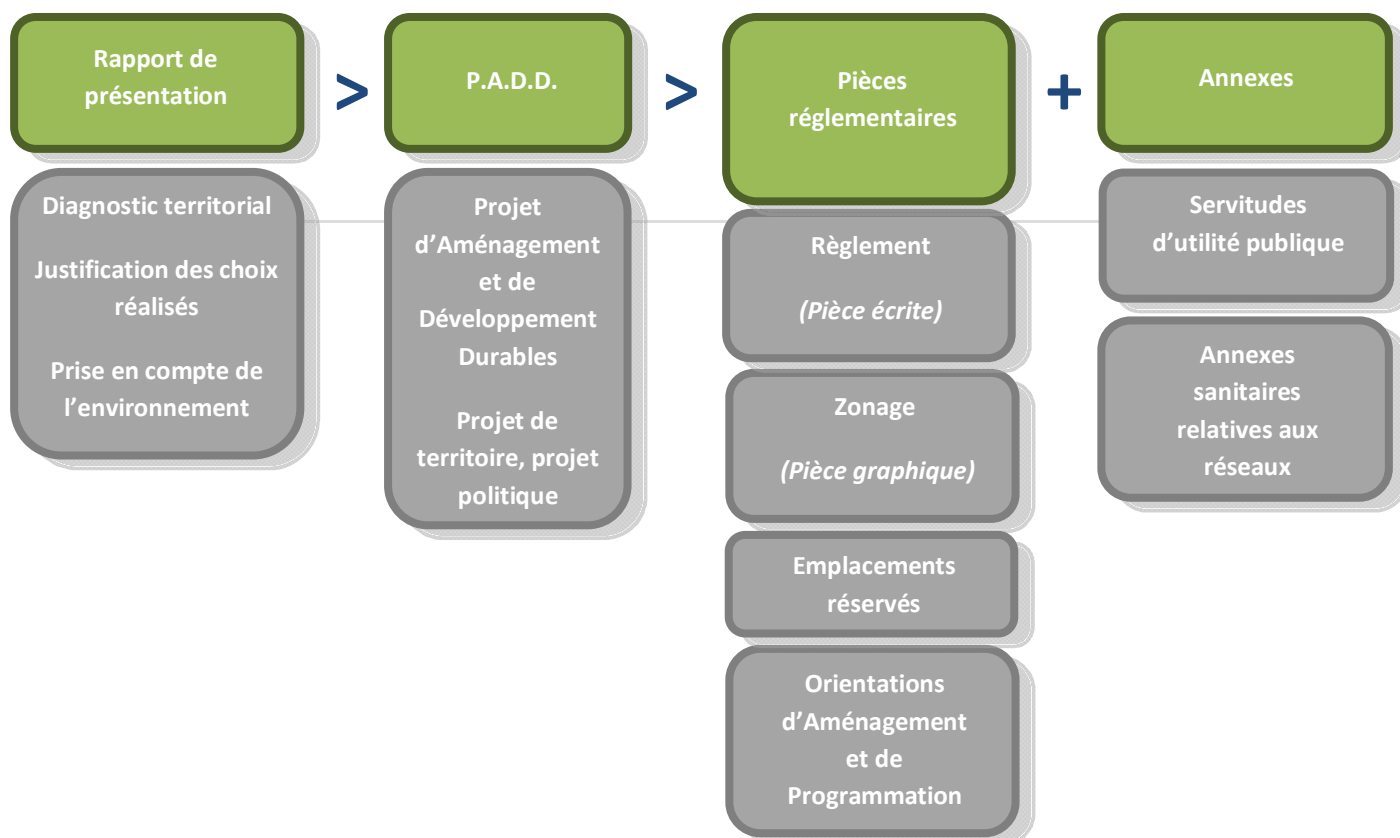 Rapport de
présentation
>
P.A.D.D.
>
Pièces
réglementaires
+
Annexes
Diagnostic territorial
Justification des choix
réalisés
Prise en compte de
l’environnement
Projet
d’Aménagement
et de
Développement
Durables
Projet de
territoire, projet
politique
Règlement
(Pièce écrite)
Zonage
(Pièce graphique)
Emplacements
réservés
Orientations
d’Aménagement
et de
Programmation
Servitudes
d’utilité publique
Annexes
sanitaires
relatives aux
réseaux